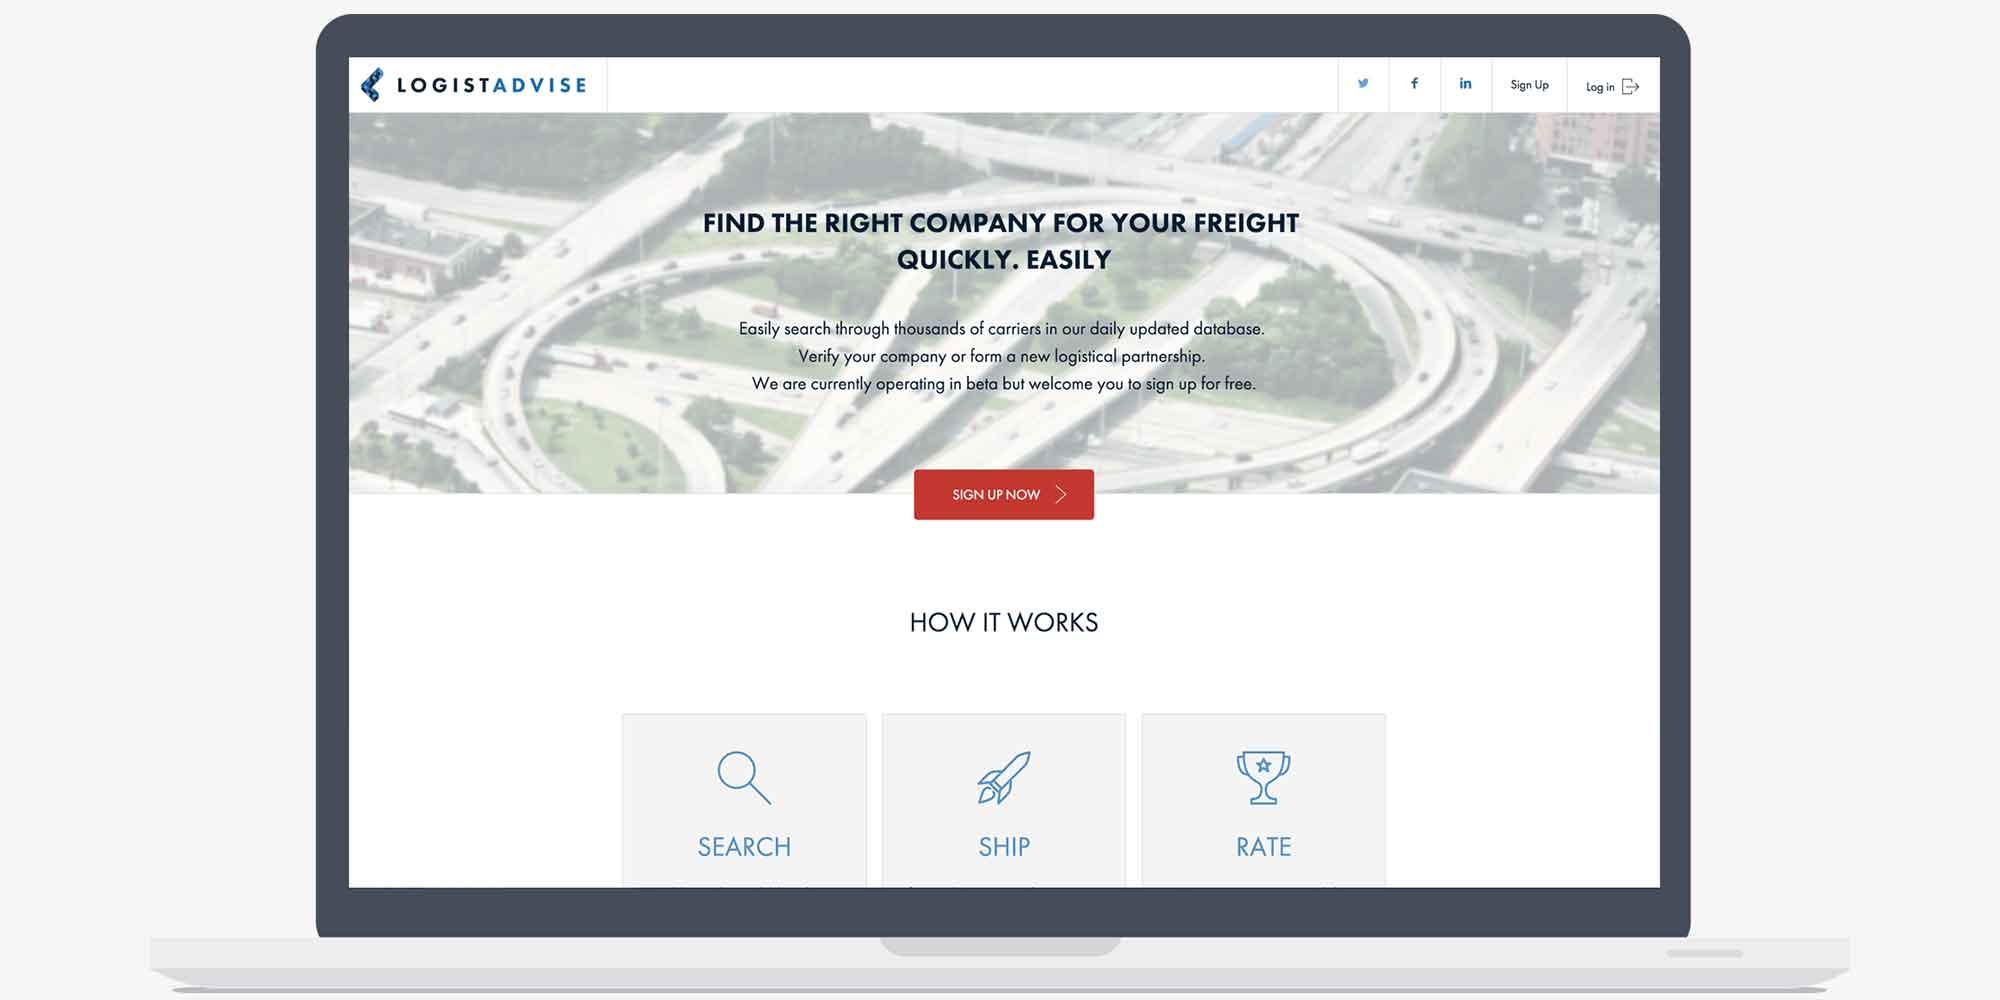 LOGISTADVISE
Sign Up
Log in
FIND THE RIGHT COMPANY FOR YOUR FREIGHT
QUICKLY. EASILY
Easily search through thousands of carriers in our daily updated database.
Verify your company or form a new logistical partnership.
We are currently operating in beta but welcome you to sign up for free.
SIGN UP NOW
HOW IT WORKS
SEARCH
SHIP
RATE